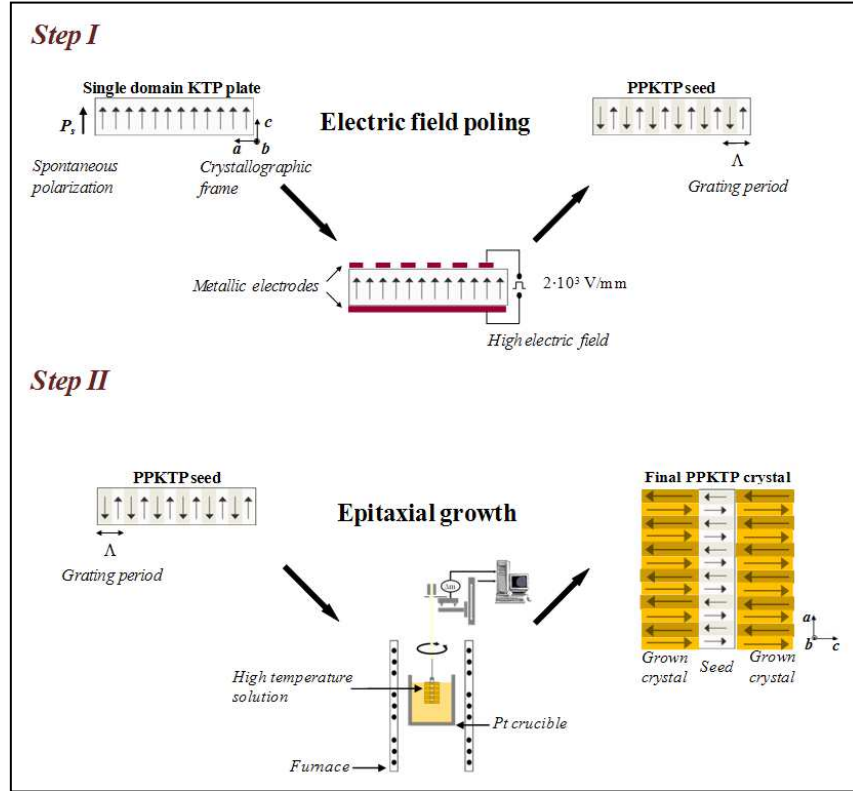 Step I
Single domain KTP plate
Pₛ
c
a
b
Spontaneous
polarization
Crystallographic
frame
Electric field poling
PPKTP seed
Λ
Grating period
Metallic electrodes
2·10³ V/mm
High electric field
Step II
PPKTP seed
Λ
Grating period
Epitaxial growth
Δm
High temperature
solution
Pt crucible
Furnace
Final PPKTP crystal
a
b
c
Grown
crystal
Seed
Grown
crystal